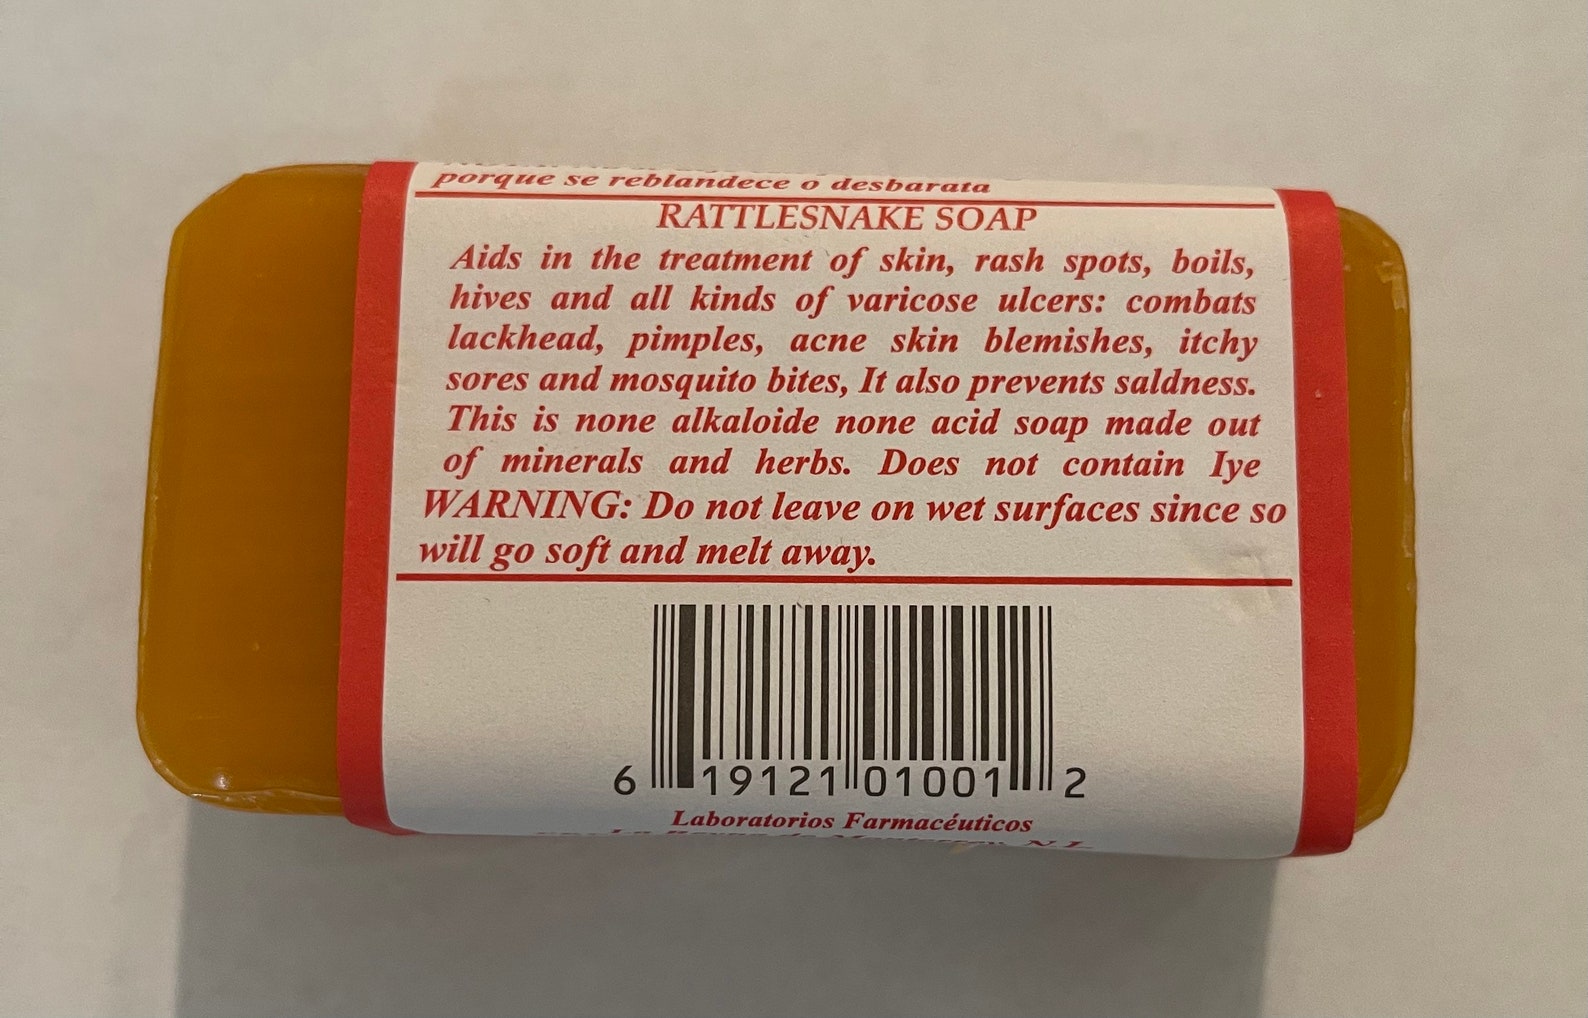 porque se reblandece o desbarata
RATTLESNAKE SOAP
Aids in the treatment of skin, rash spots, boils,
hives and all kinds of varicose ulcers: combats
lackhead, pimples, acne skin blemishes, itchy
sores and mosquito bites, It also prevents saldness.
This is none alkaloide none acid soap made out
of minerals and herbs. Does not contain Iye
WARNING: Do not leave on wet surfaces since so
will go soft and melt away.
6 19121 01001 2
Laboratorios Farmacéuticos
de Monterrey, N.L.